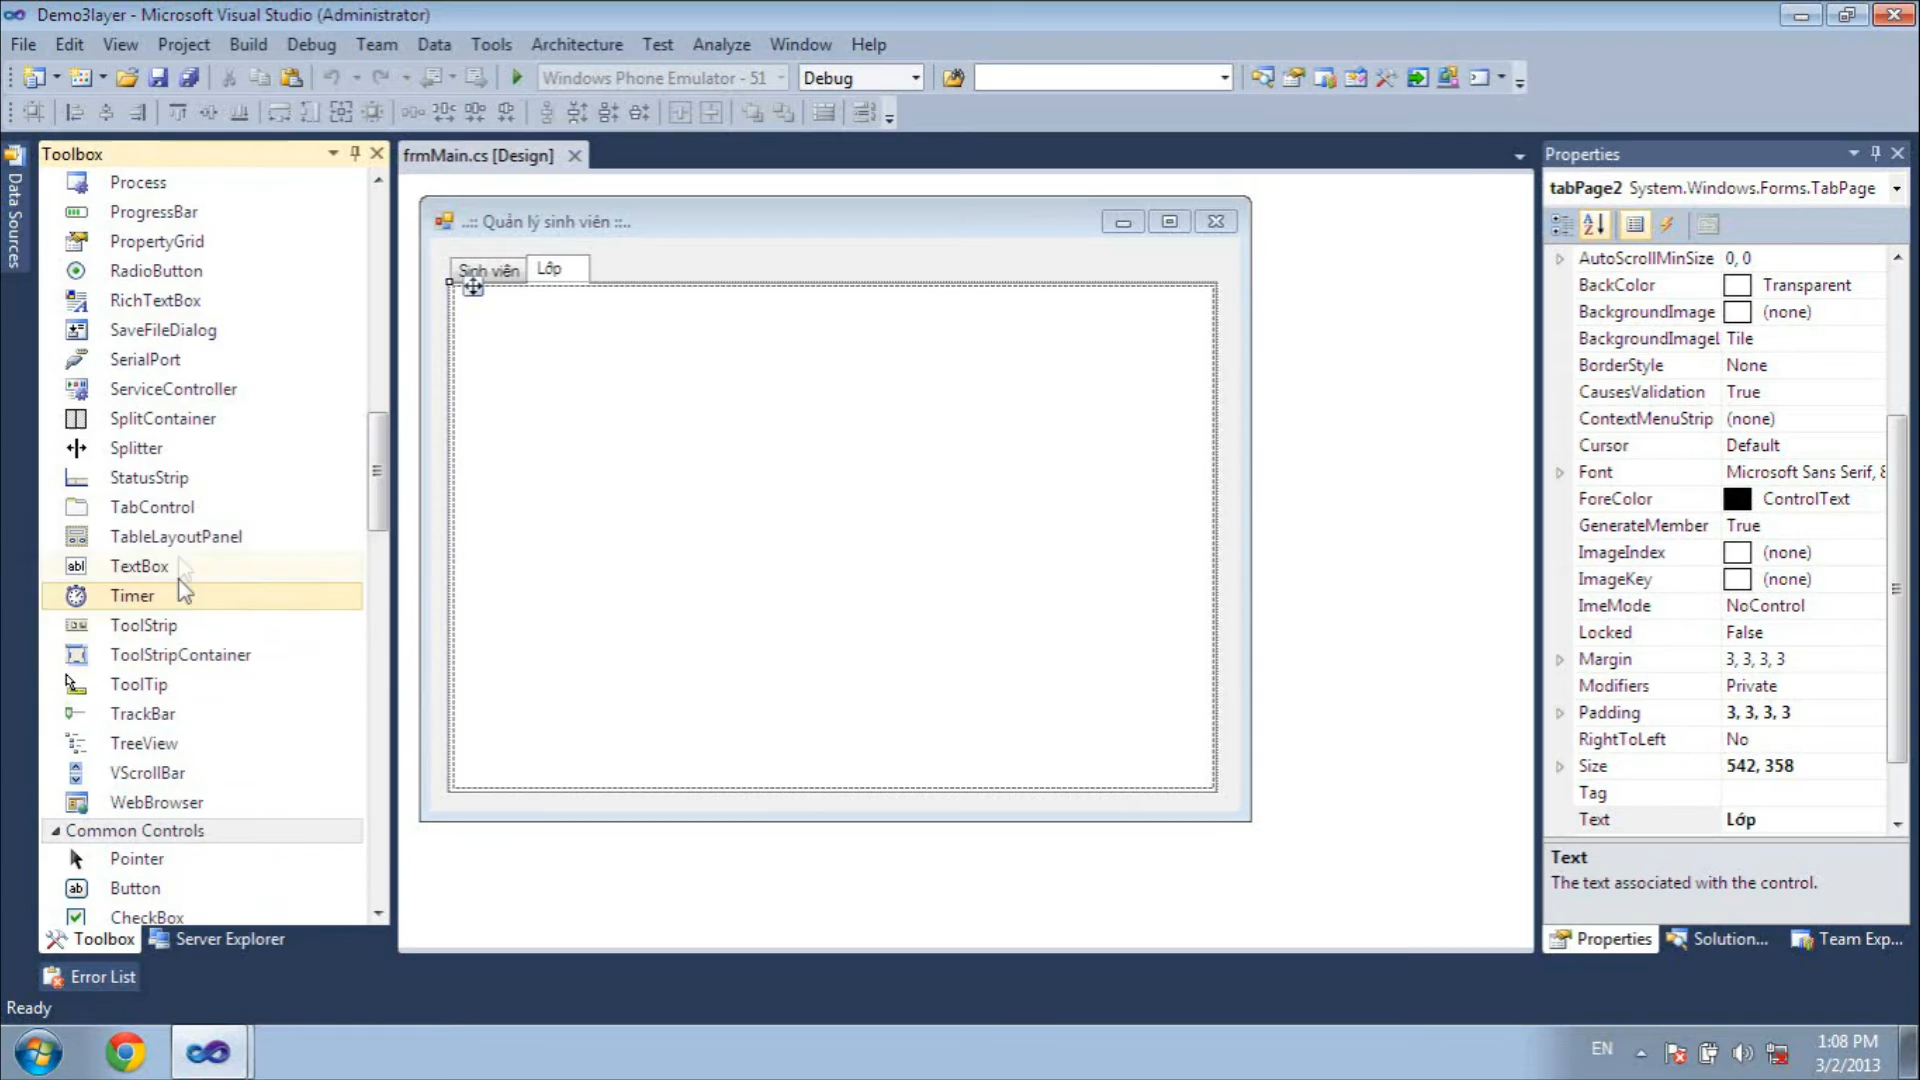 Demo3layer - Microsoft Visual Studio (Administrator)
File Edit View Project Build Debug Team Data Tools Architecture Test Analyze Window Help
Windows Phone Emulator - 51 Debug
Data Sources
Toolbox
Process
ProgressBar
PropertyGrid
RadioButton
RichTextBox
SaveFileDialog
SerialPort
ServiceController
SplitContainer
Splitter
StatusStrip
TabControl
TableLayoutPanel
TextBox
Timer
ToolStrip
ToolStripContainer
ToolTip
TrackBar
TreeView
VScrollBar
WebBrowser
Common Controls
Pointer
Button
CheckBox
Toolbox Server Explorer
Error List
Ready
frmMain.cs [Design]
..:: Quản lý sinh viên ::..
Sinh viên Lớp
Properties
tabPage2 System.Windows.Forms.TabPage
AutoScrollMinSize 0, 0
BackColor Transparent
BackgroundImage (none)
BackgroundImageL Tile
BorderStyle None
CausesValidation True
ContextMenuStrip (none)
Cursor Default
Font Microsoft Sans Serif, 8
ForeColor ControlText
GenerateMember True
ImageIndex (none)
ImageKey (none)
ImeMode NoControl
Locked False
Margin 3, 3, 3, 3
Modifiers Private
Padding 3, 3, 3, 3
RightToLeft No
Size 542, 358
Tag
Text Lớp
Text
The text associated with the control.
Properties Solution... Team Exp...
EN
1:08 PM
3/2/2013